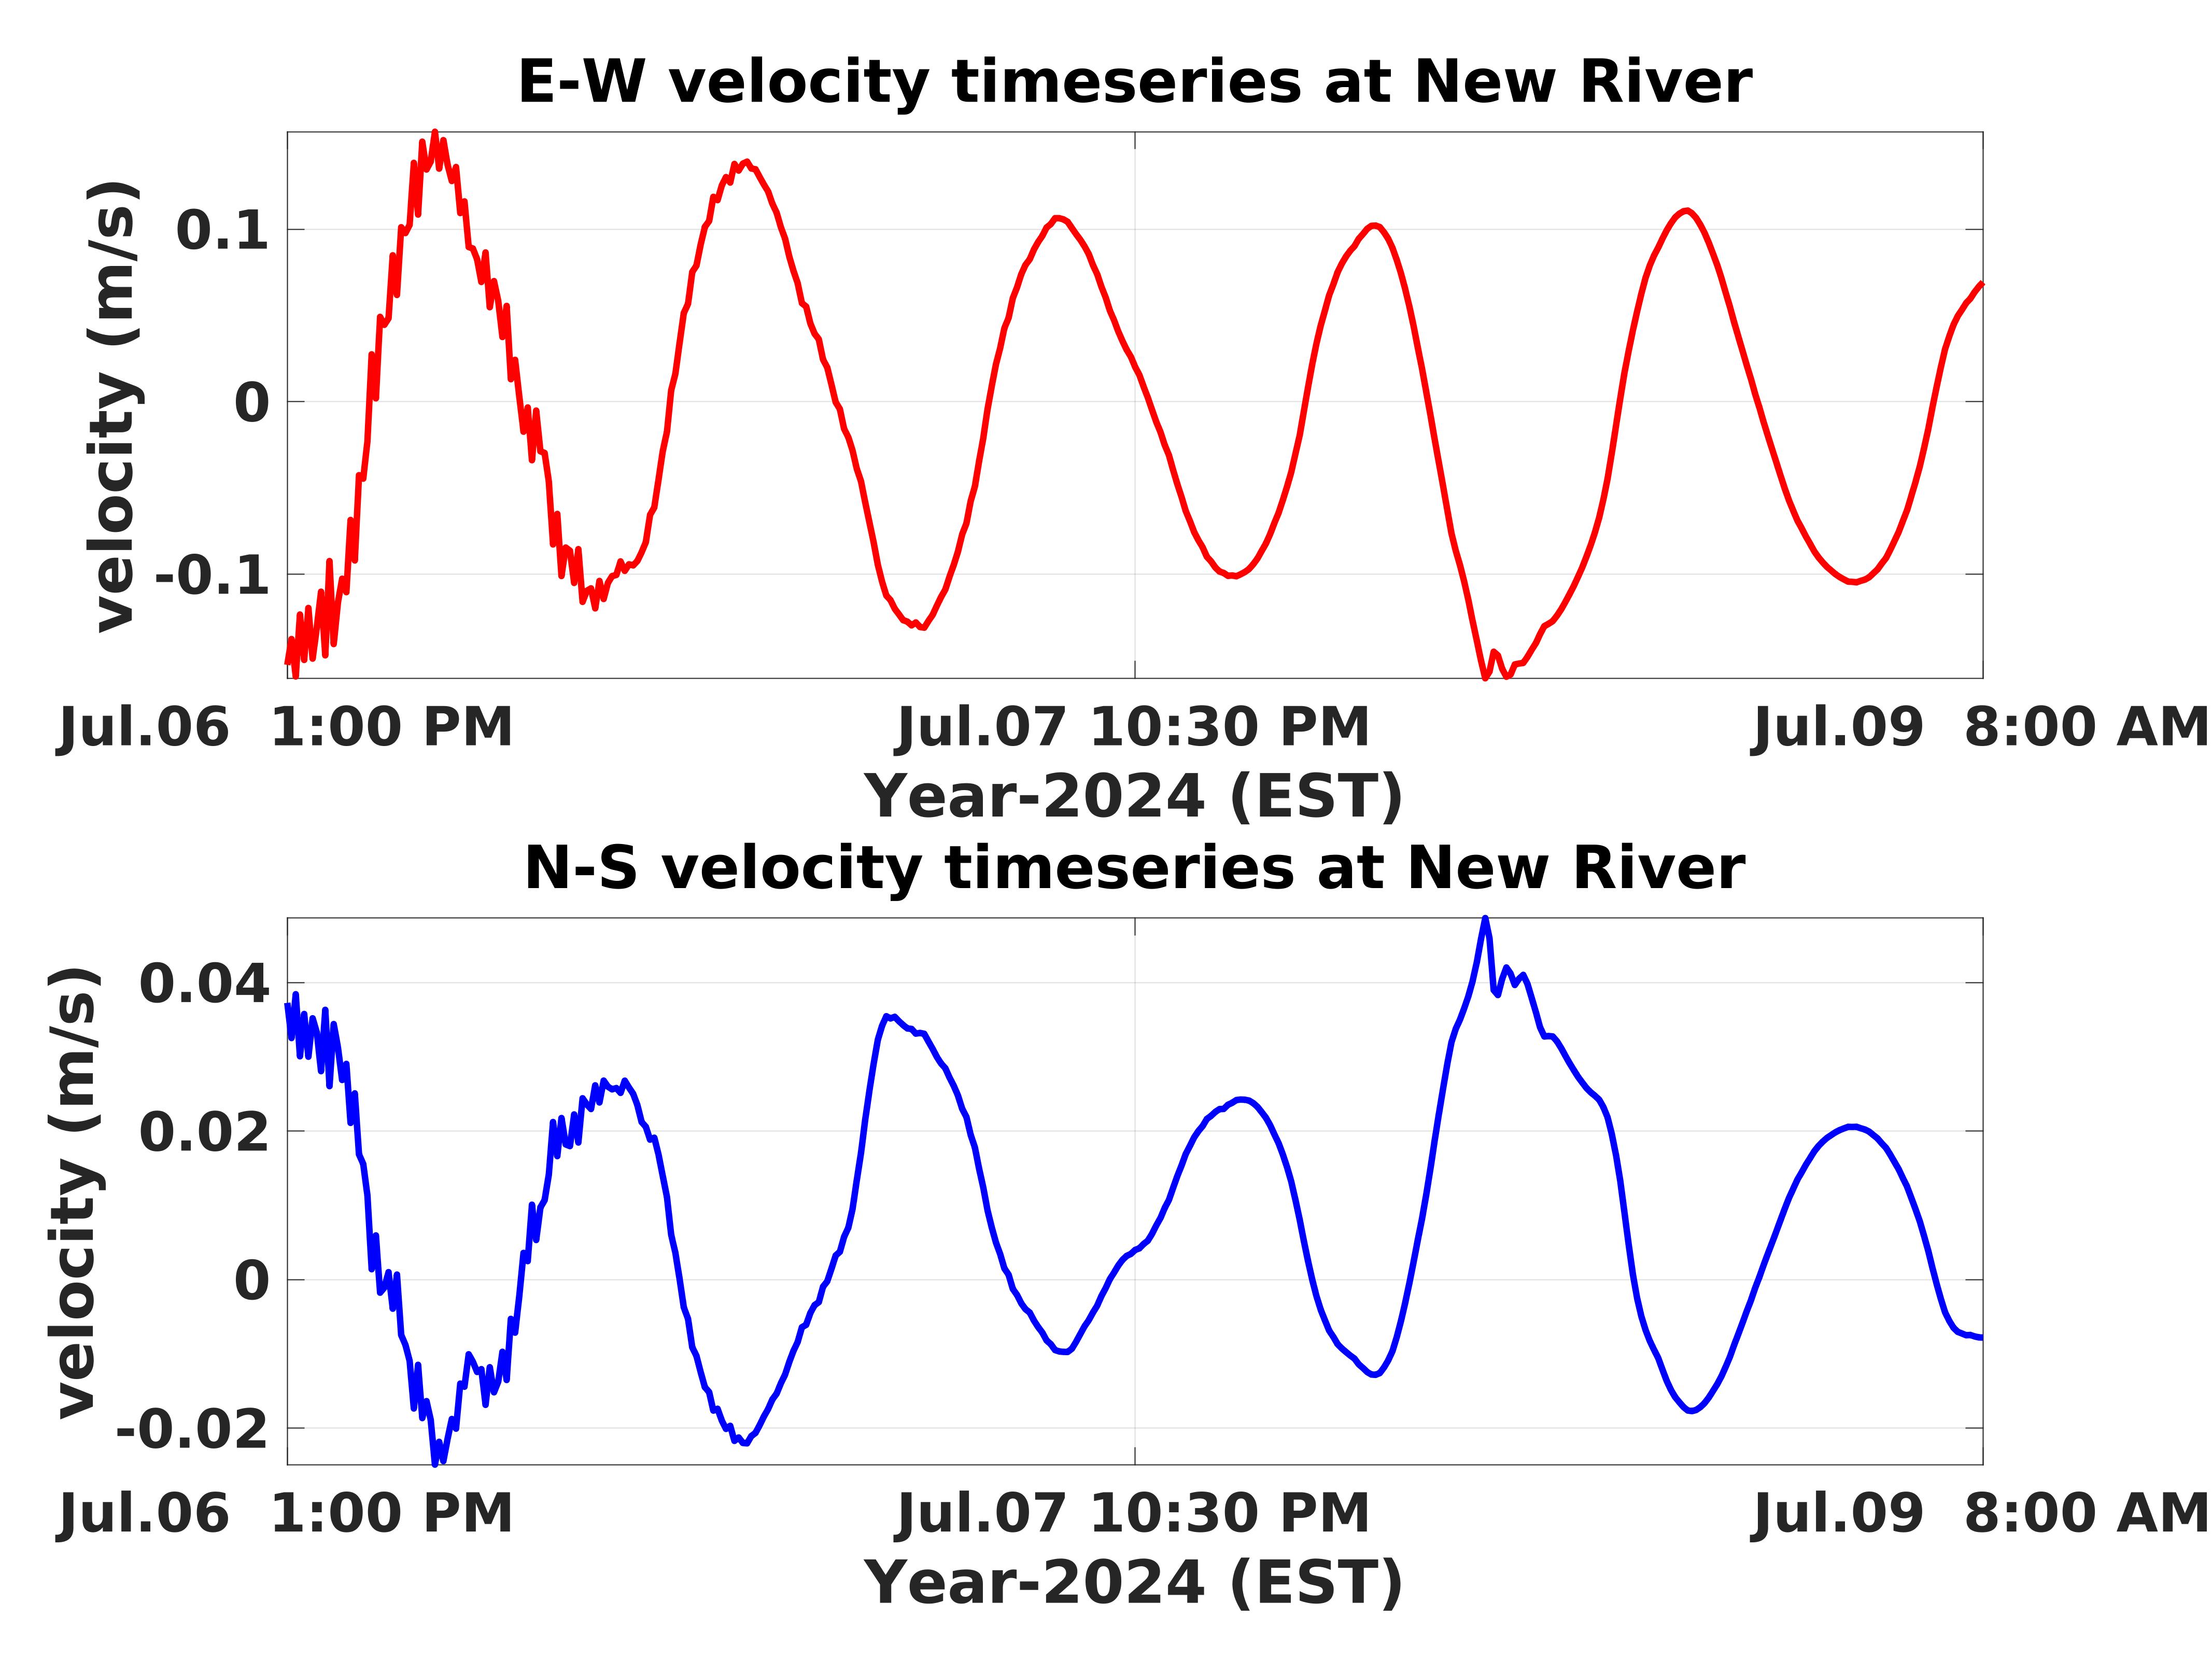 E-W velocity timeseries at New River
velocity (m/s)
0.1
0
-0.1
Jul.06  1:00 PM
Jul.07 10:30 PM
Jul.09  8:00 AM
Year-2024 (EST)
N-S velocity timeseries at New River
velocity (m/s)
0.04
0.02
0
-0.02
Jul.06  1:00 PM
Jul.07 10:30 PM
Jul.09  8:00 AM
Year-2024 (EST)